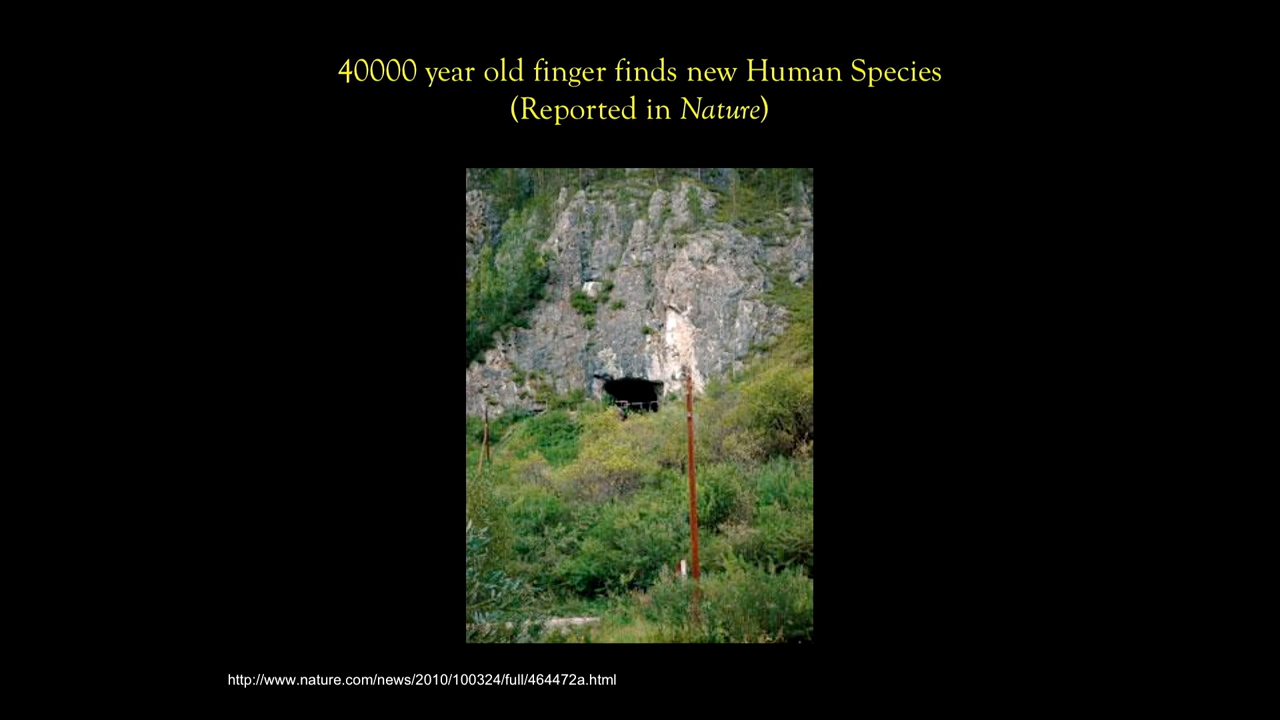 40000 year old finger finds new Human Species
(Reported in Nature)
http://www.nature.com/news/2010/100324/full/464472a.html